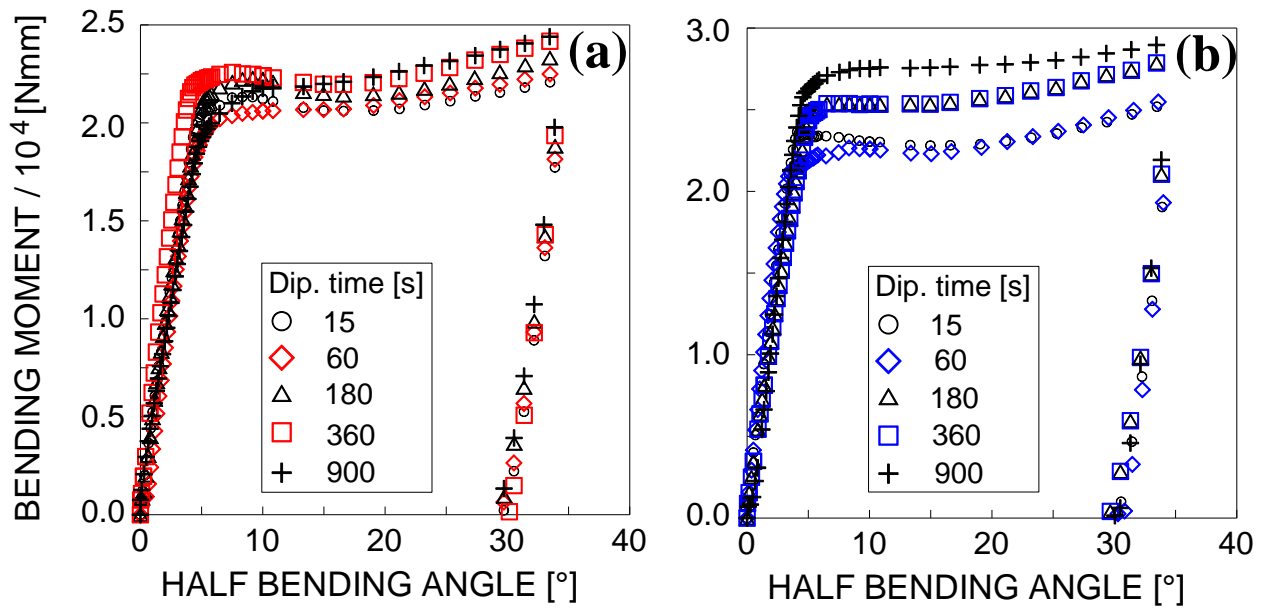 BENDING MOMENT / 10⁴ [Nmm]
2.5
2.0
1.5
1.0
0.5
0.0
(a)
Dip. time [s]
15
60
180
360
900
0 10 20 30 40
HALF BENDING ANGLE [°]
3.0
2.0
1.0
0.0
(b)
Dip. time [s]
15
60
180
360
900
0 10 20 30 40
HALF BENDING ANGLE [°]